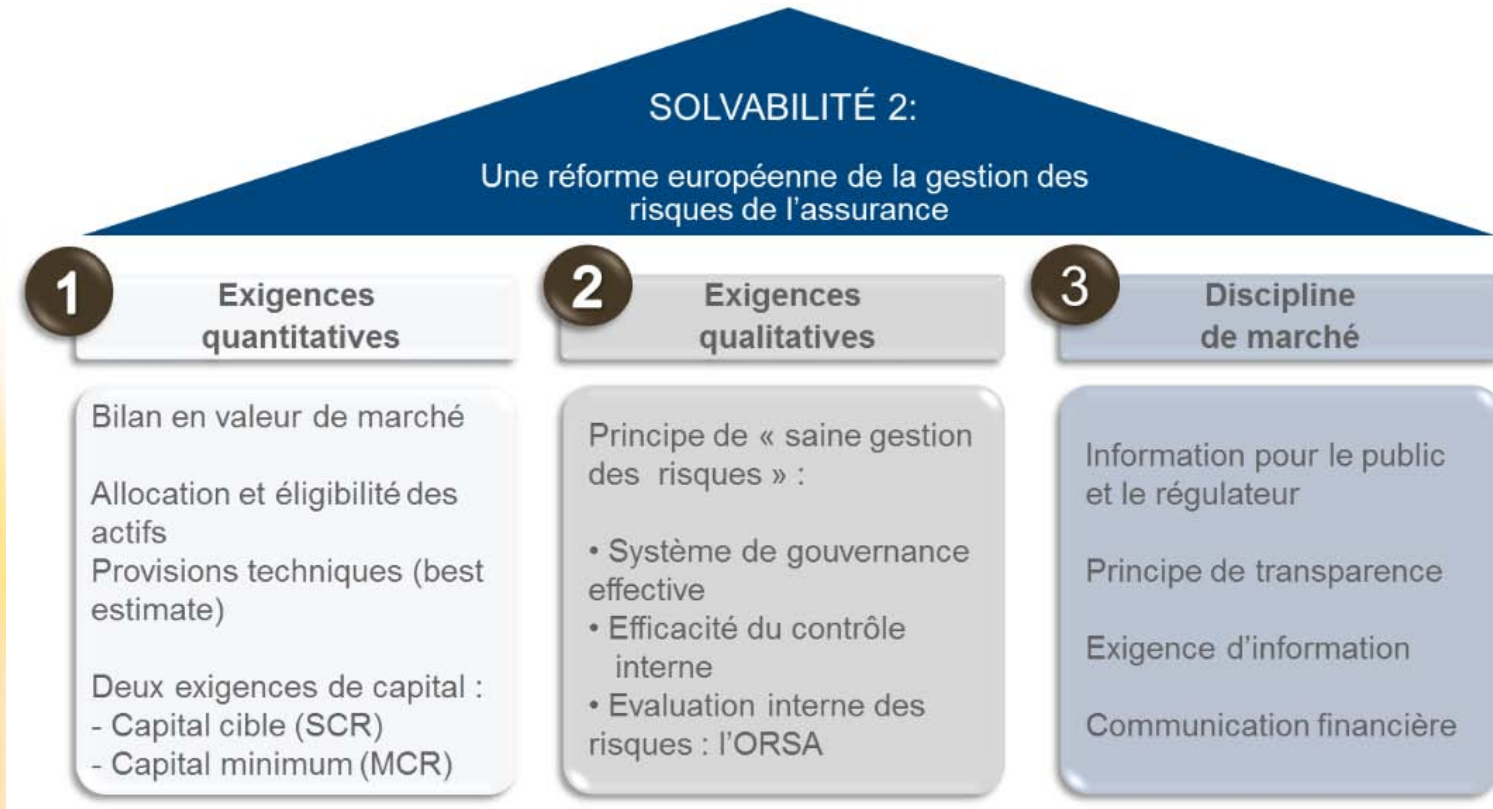 SOLVABILITÉ 2:
Une réforme européenne de la gestion des
risques de l'assurance
1
Exigences
quantitatives
Bilan en valeur de marché
Allocation et éligibilité des
actifs
Provisions techniques (best
estimate)
Deux exigences de capital :
- Capital cible (SCR)
- Capital minimum (MCR)
2
Exigences
qualitatives
Principe de « saine gestion
des risques » :
• Système de gouvernance
effective
• Efficacité du contrôle
interne
• Evaluation interne des
risques : l'ORSA
3
Discipline
de marché
Information pour le public
et le régulateur
Principe de transparence
Exigence d'information
Communication financière